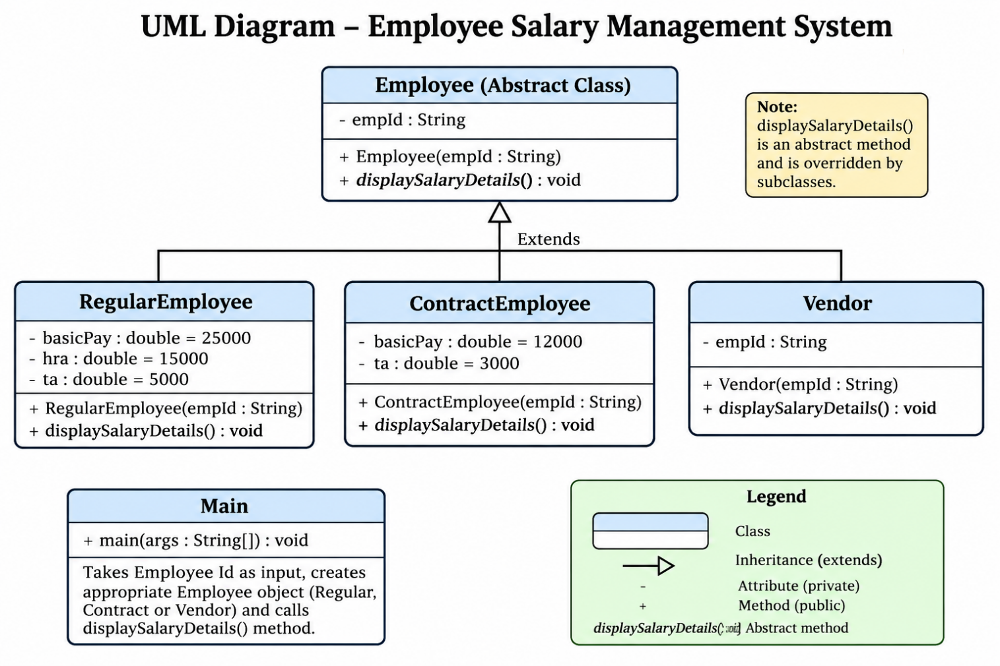 UML Diagram – Employee Salary Management System
Employee (Abstract Class)
- empId : String
+ Employee(empId : String)
+ displaySalaryDetails() : void
Note:
displaySalaryDetails()
is an abstract method
and is overridden by
subclasses.
Extends
RegularEmployee
- basicPay : double = 25000
- hra : double = 15000
- ta : double = 5000
+ RegularEmployee(empId : String)
+ displaySalaryDetails() : void
ContractEmployee
- basicPay : double = 12000
- ta : double = 3000
+ ContractEmployee(empId : String)
+ displaySalaryDetails() : void
Vendor
- empId : String
+ Vendor(empId : String)
+ displaySalaryDetails() : void
Main
+ main(args : String[]) : void
Takes Employee Id as input, creates
appropriate Employee object (Regular,
Contract or Vendor) and calls
displaySalaryDetails() method.
Legend
Class
Inheritance (extends)
- Attribute (private)
+ Method (public)
displaySalaryDetails( Abstract method